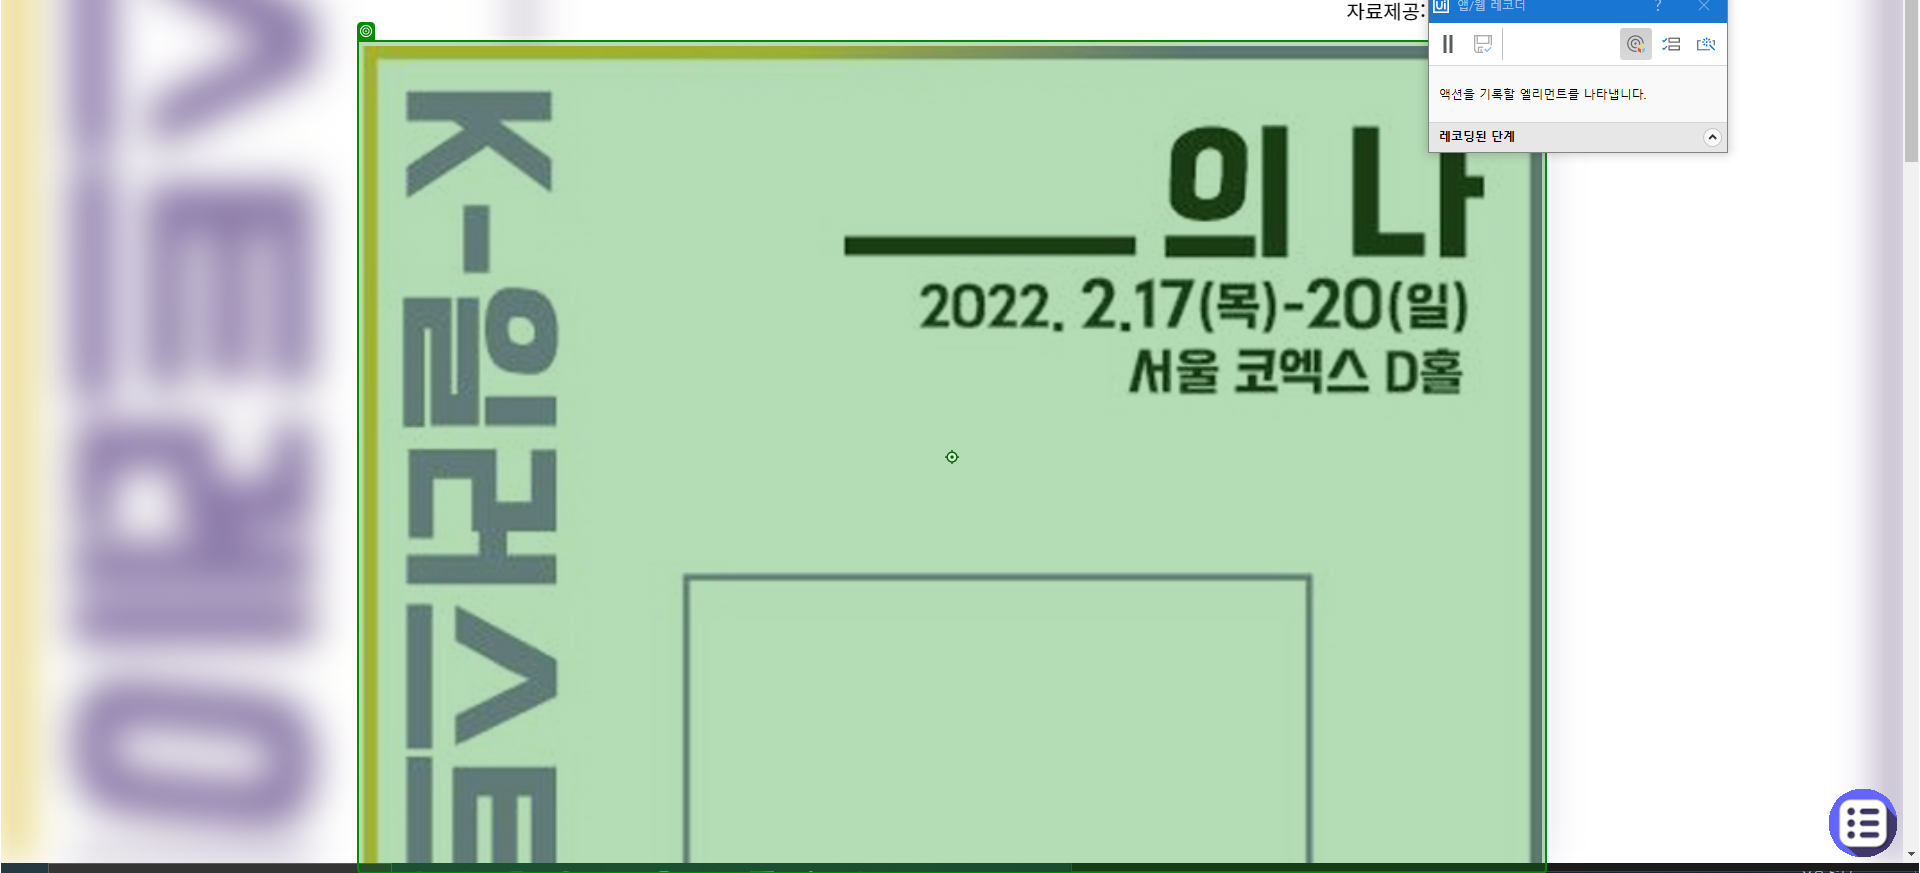 자료제공:
앱/웹 레코더
?
액션을 기록할 엘리먼트를 나타냅니다.
레코딩된 단계
K-일러스트
의 나
2022. 2.17(목)-20(일)
서울 코엑스 D홀